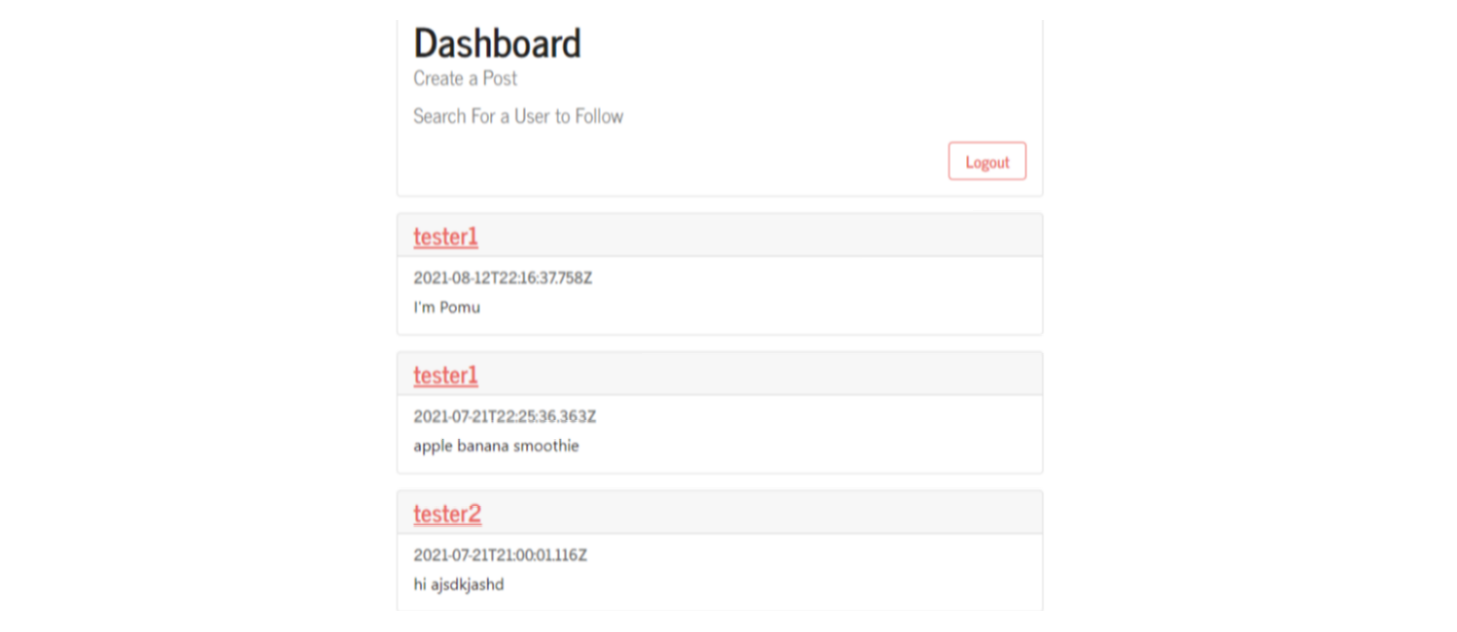 Dashboard
Create a Post
Search For a User to Follow
Logout
tester1
2021-08-12T22:16:37.758Z
I'm Pomu
tester1
2021-07-21T22:25:36.363Z
apple banana smoothie
tester2
2021-07-21T21:00:01.116Z
hi ajsdkjashd